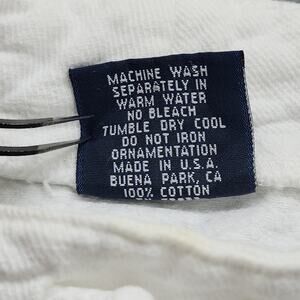 MACHINE WASH
SEPARATELY IN
WARM WATER
NO BLEACH
TUMBLE DRY COOL
DO NOT IRON
ORNAMENTATION
MADE IN U.S.A.
BUENA PARK, CA
100% COTTON